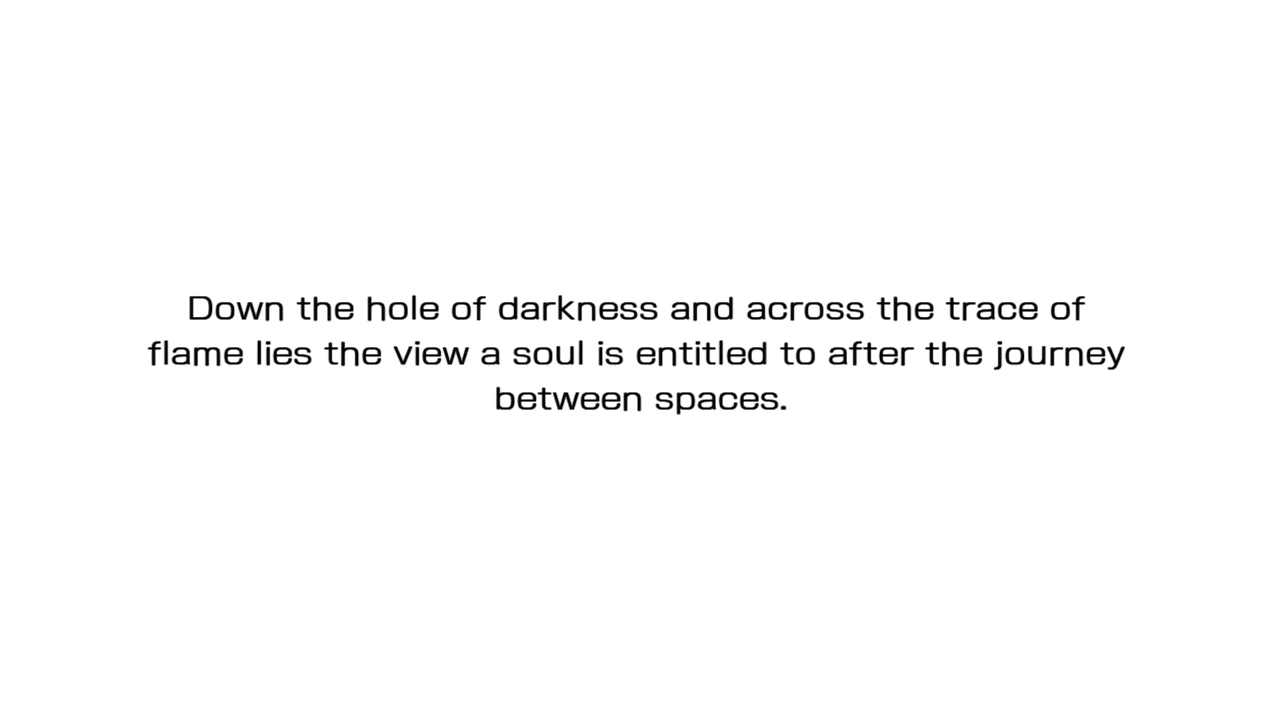 Down the hole of darkness and across the trace of
flame lies the view a soul is entitled to after the journey
between spaces.